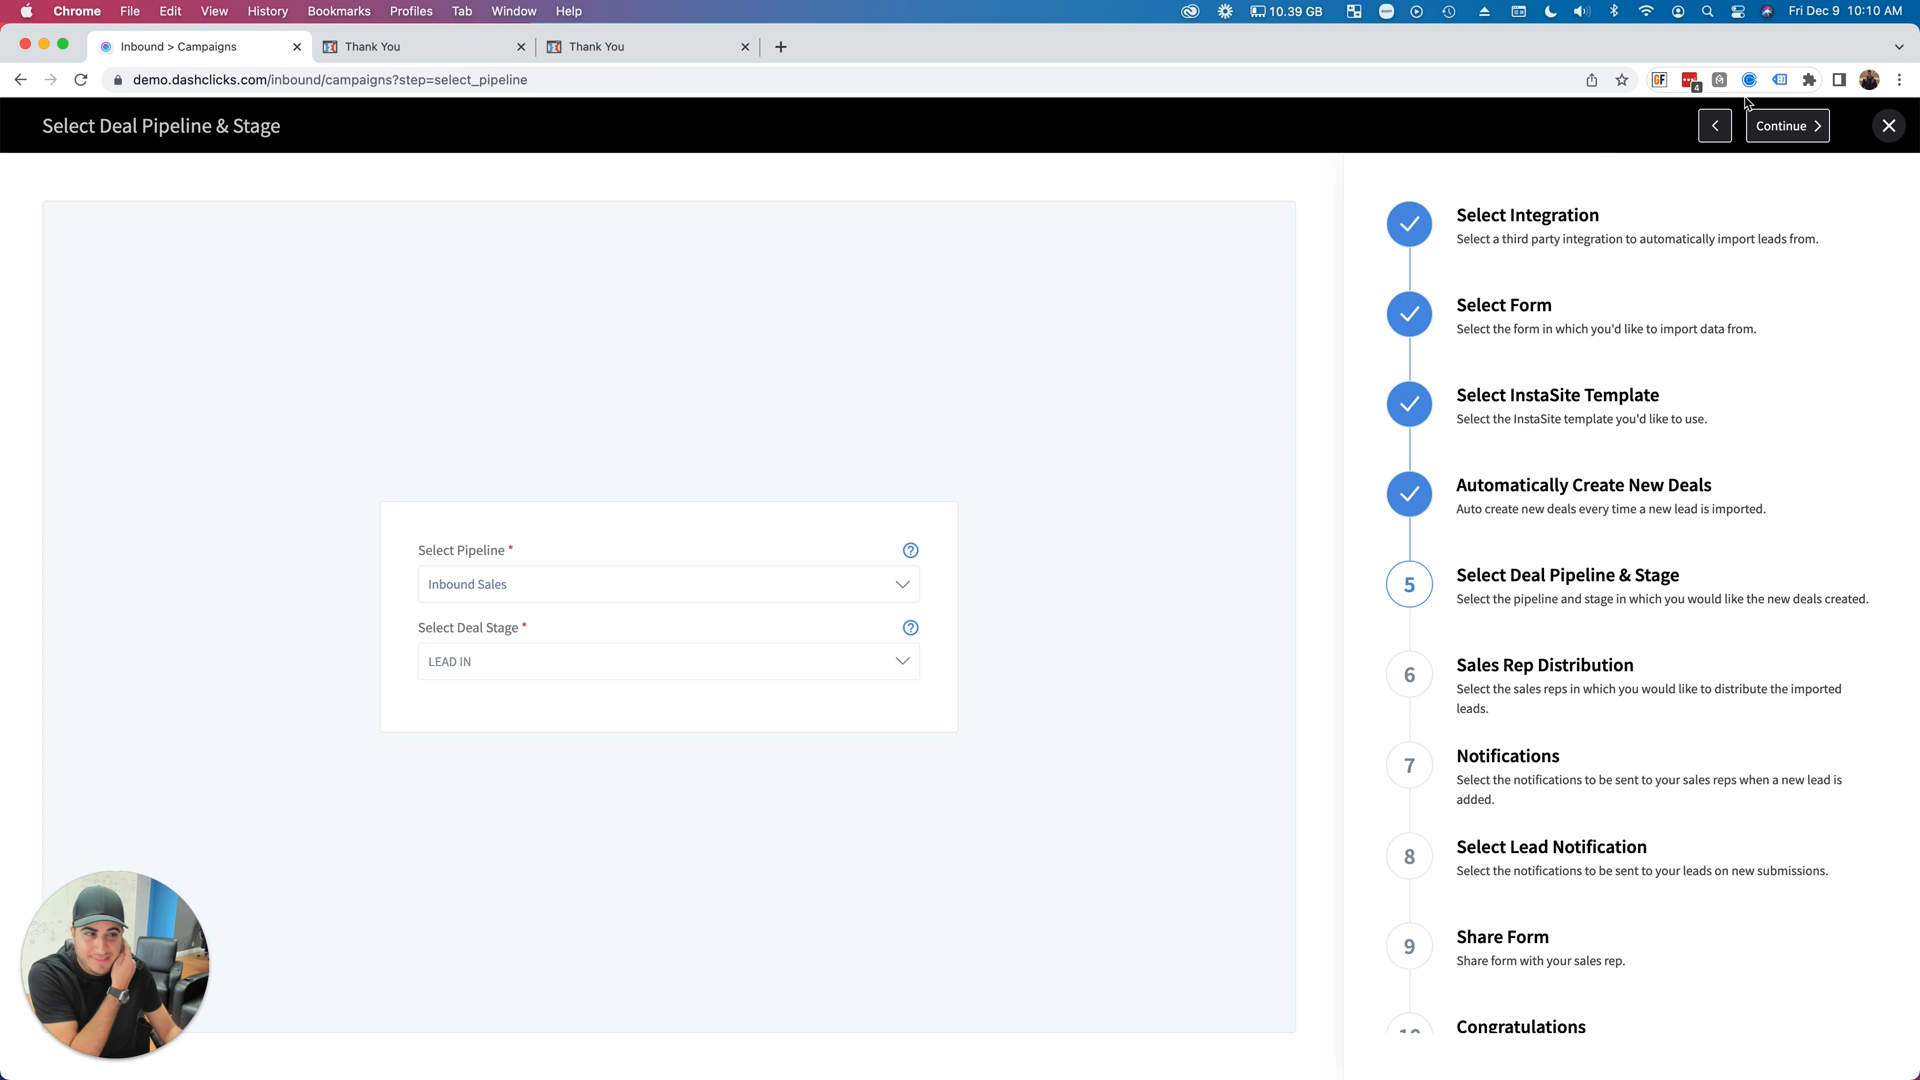 Chrome File Edit View History Bookmarks Profiles Tab Window Help 10.39 GB zoom Fri Dec 9 10:10 AM
Inbound > Campaigns Thank You Thank You
demo.dashclicks.com/inbound/campaigns?step=select_pipeline GF 4
Select Deal Pipeline & Stage Continue
Select Integration
Select a third party integration to automatically import leads from.
Select Form
Select the form in which you'd like to import data from.
Select InstaSite Template
Select the InstaSite template you'd like to use.
Automatically Create New Deals
Auto create new deals every time a new lead is imported.
Select Pipeline *
Inbound Sales
Select Deal Stage *
LEAD IN
5 Select Deal Pipeline & Stage
Select the pipeline and stage in which you would like the new deals created.
6 Sales Rep Distribution
Select the sales reps in which you would like to distribute the imported
leads.
7 Notifications
Select the notifications to be sent to your sales reps when a new lead is
added.
8 Select Lead Notification
Select the notifications to be sent to your leads on new submissions.
9 Share Form
Share form with your sales rep.
10 Congratulations